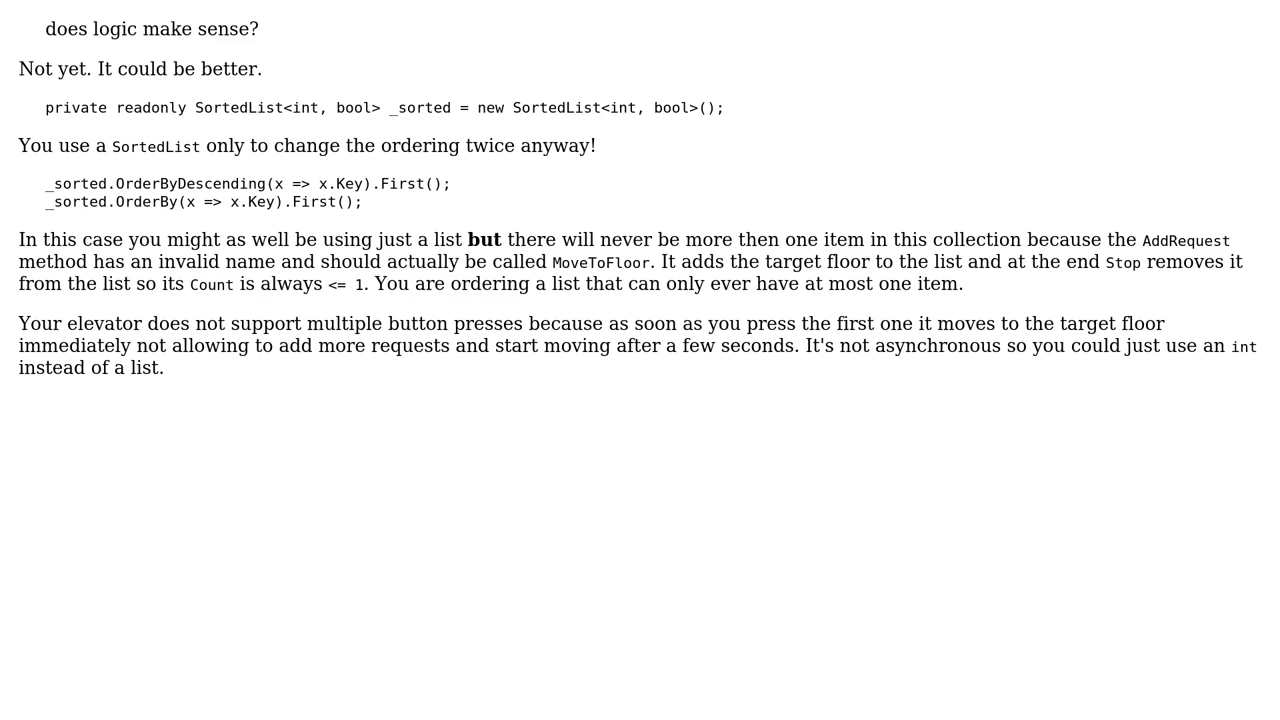 does logic make sense?
Not yet. It could be better.
private readonly SortedList<int, bool> _sorted = new SortedList<int, bool>();
You use a SortedList only to change the ordering twice anyway!
_sorted.OrderByDescending(x => x.Key).First();
_sorted.OrderBy(x => x.Key).First();
In this case you might as well be using just a list but there will never be more then one item in this collection because the AddRequest
method has an invalid name and should actually be called MoveToFloor. It adds the target floor to the list and at the end Stop removes it
from the list so its Count is always <= 1. You are ordering a list that can only ever have at most one item.
Your elevator does not support multiple button presses because as soon as you press the first one it moves to the target floor
immediately not allowing to add more requests and start moving after a few seconds. It's not asynchronous so you could just use an int
instead of a list.